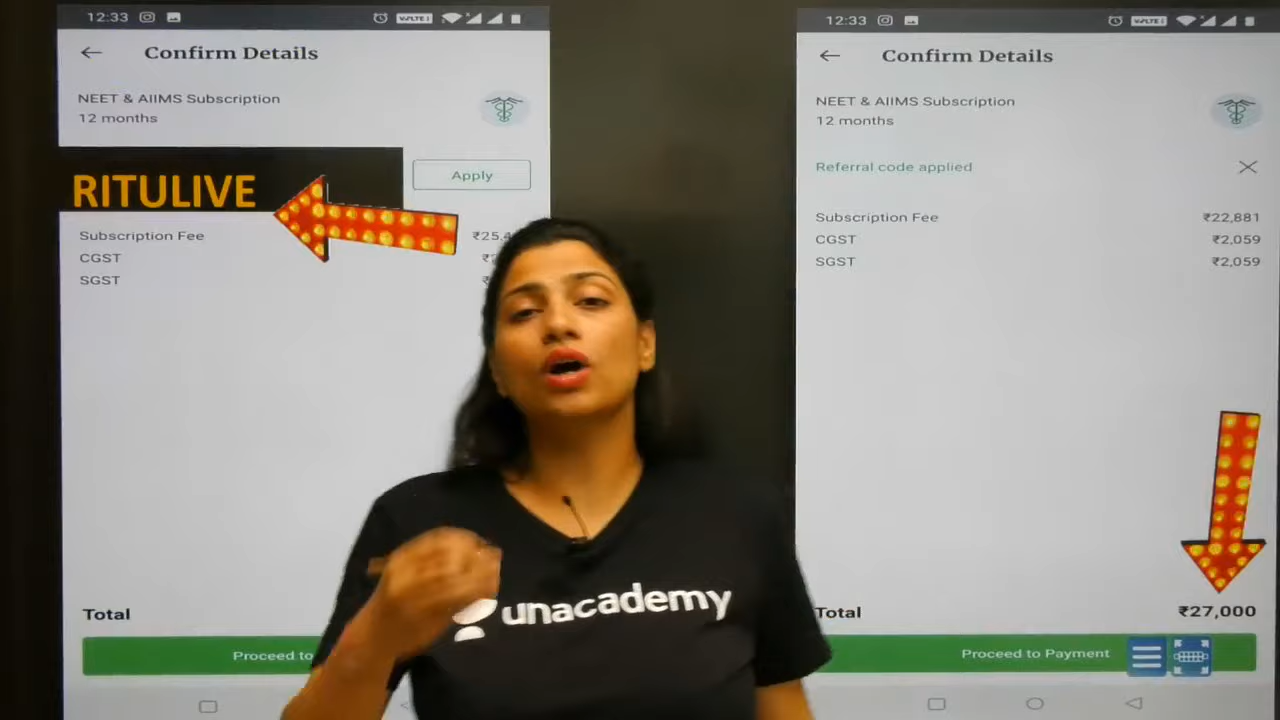 12:33
VoLTE
Confirm Details
NEET & AIIMS Subscription
12 months
RITULIVE
Apply
Subscription Fee
CGST
SGST
Total
Proceed to
unacademy
12:33
VoLTE
Confirm Details
NEET & AIIMS Subscription
12 months
Referral code applied
Subscription Fee ₹22,881
CGST ₹2,059
SGST ₹2,059
Total ₹27,000
Proceed to Payment